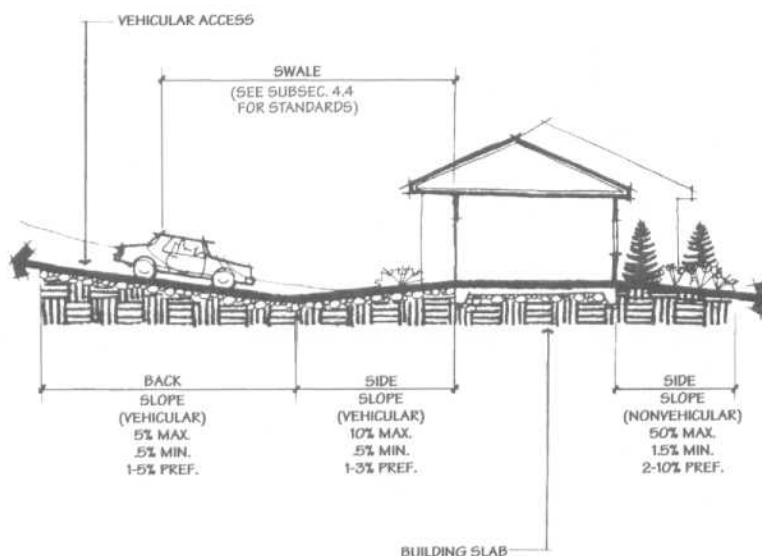 VEHICULAR ACCESS
SWALE
(SEE SUBSEC. 4.4
FOR STANDARDS)
BACK
SLOPE
(VEHICULAR)
5% MAX.
.5% MIN.
1-5% PREF.
SIDE
SLOPE
(VEHICULAR)
10% MAX.
.5% MIN.
1-3% PREF.
SIDE
SLOPE
(NONVEHICULAR)
50% MAX.
1.5% MIN.
2-10% PREF.
BUILDING SLAB